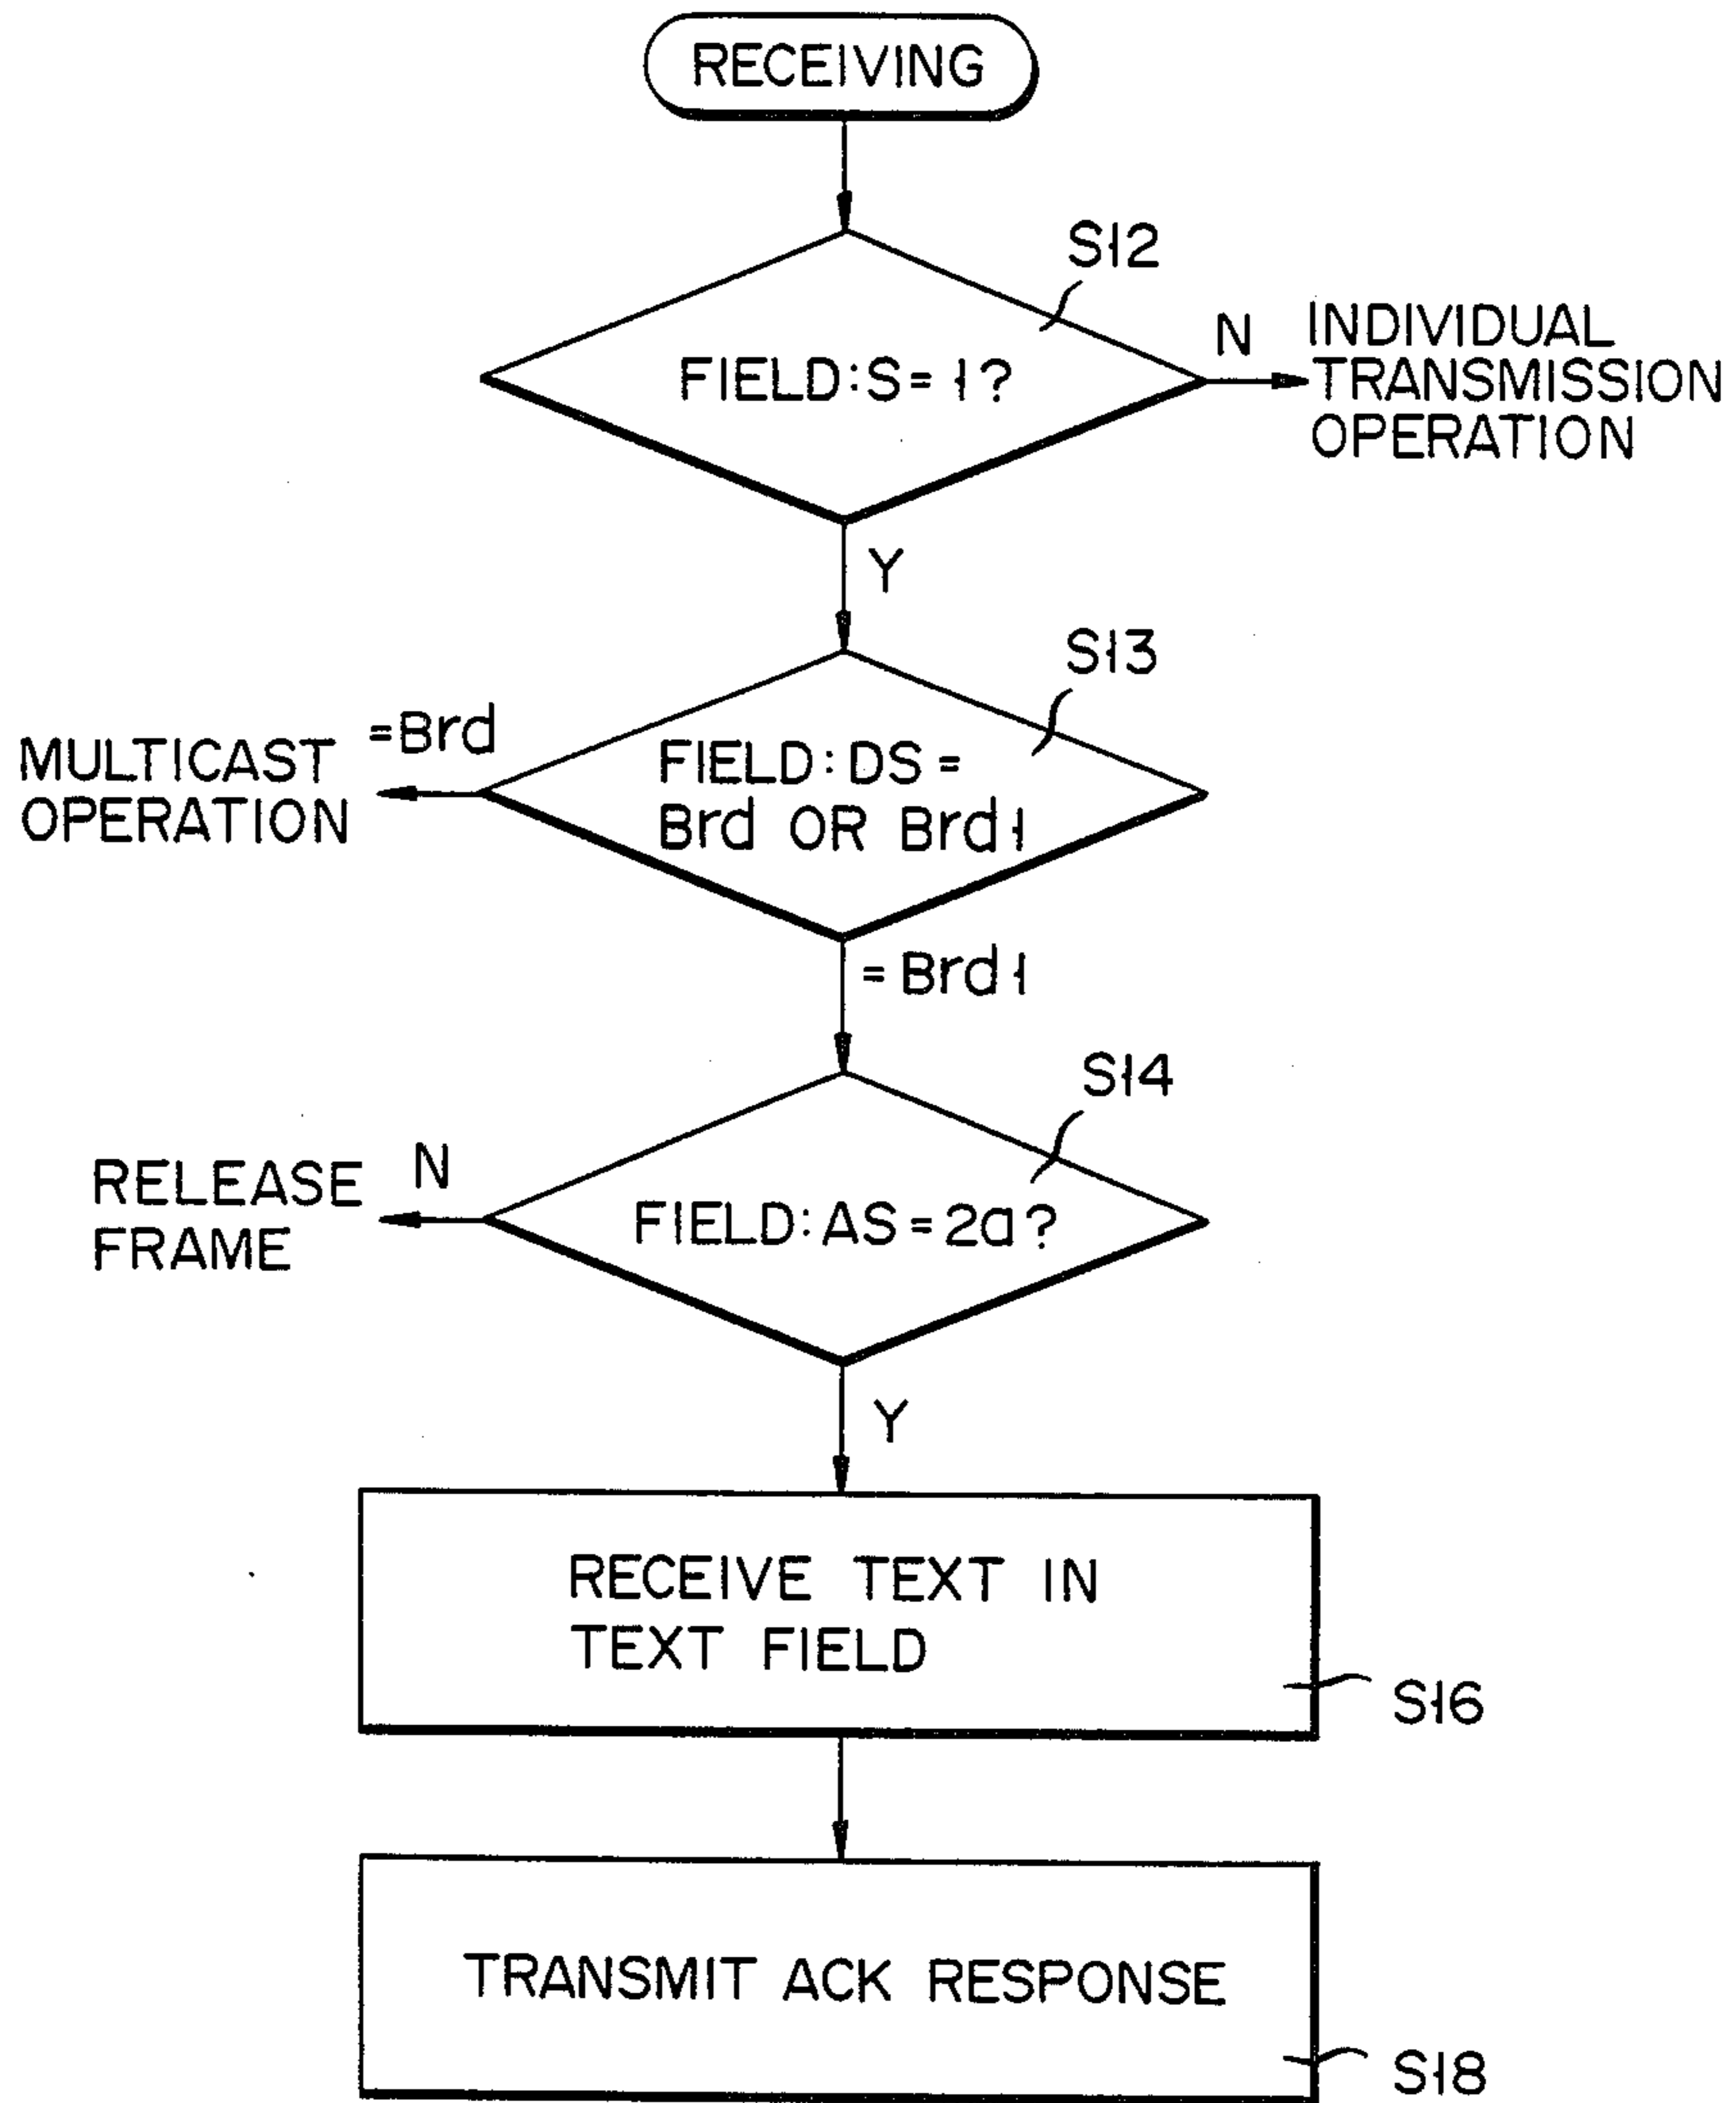 RECEIVING
S12
FIELD:S=1?
N
INDIVIDUAL
TRANSMISSION
OPERATION
Y
S13
=Brd
MULTICAST
OPERATION
FIELD:DS=
Brd OR Brd1
=Brd1
S14
N
RELEASE
FRAME
FIELD:AS=2a?
Y
RECEIVE TEXT IN
TEXT FIELD
S16
TRANSMIT ACK RESPONSE
S18